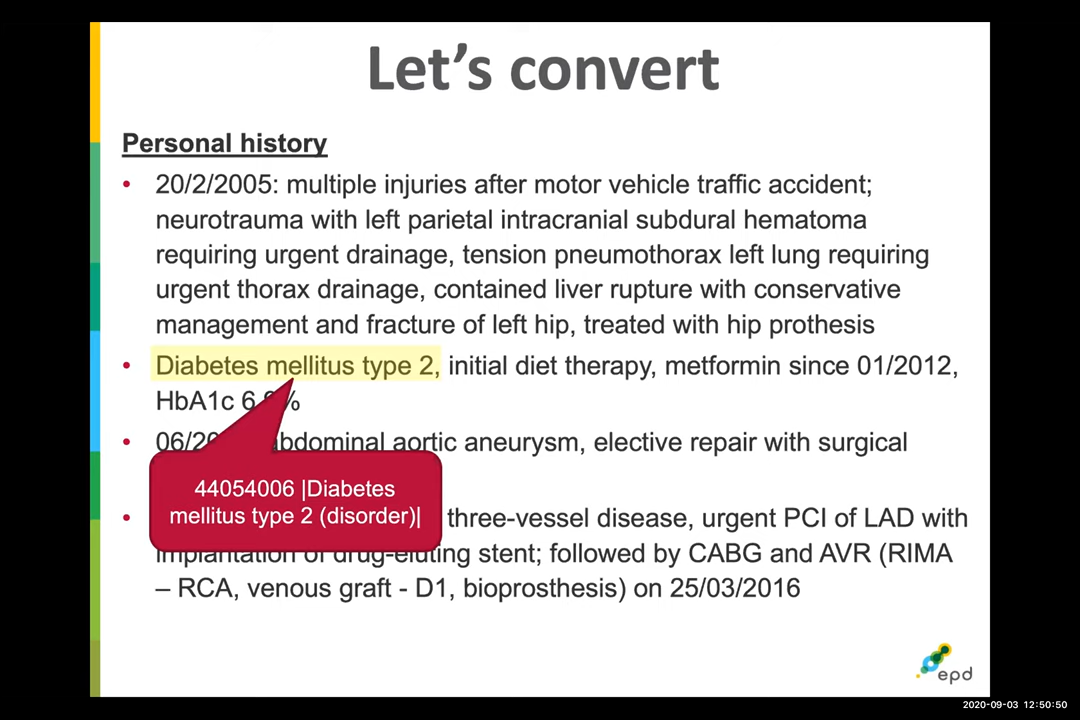 Let's convert
Personal history
• 20/2/2005: multiple injuries after motor vehicle traffic accident;
neurotrauma with left parietal intracranial subdural hematoma
requiring urgent drainage, tension pneumothorax left lung requiring
urgent thorax drainage, contained liver rupture with conservative
management and fracture of left hip, treated with hip prothesis
• Diabetes mellitus type 2, initial diet therapy, metformin since 01/2012,
HbA1c 6. %
• 06/20 abdominal aortic aneurysm, elective repair with surgical
44054006 |Diabetes
mellitus type 2 (disorder)|
• three-vessel disease, urgent PCI of LAD with
implantation of drug-eluting stent; followed by CABG and AVR (RIMA
– RCA, venous graft - D1, bioprosthesis) on 25/03/2016
epd
2020-09-03 12:50:50